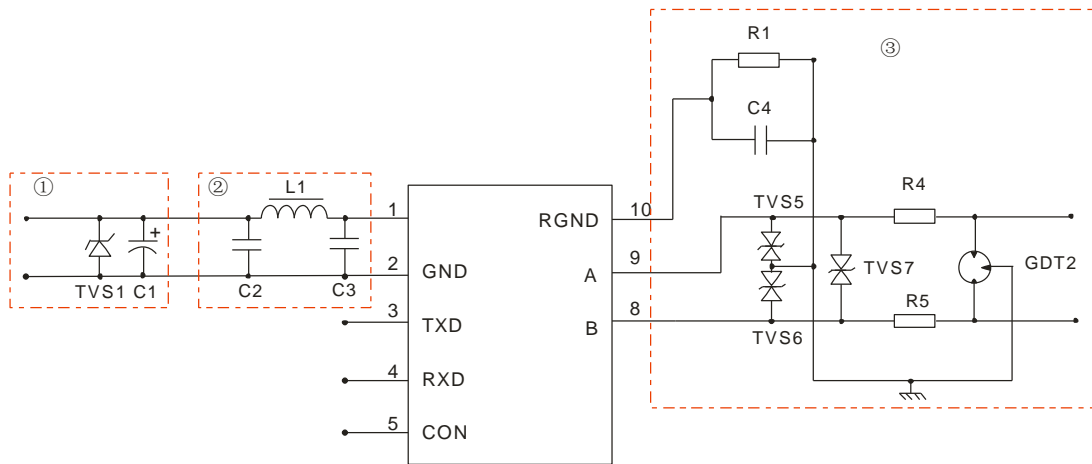 R1
③
C4
①
②
L1
1
10
RGND
TVS5
R4
2
GND
9
A
TVS7
GDT2
TVS1
C1
+
C2
C3
3
TXD
8
B
TVS6
R5
4
RXD
5
CON